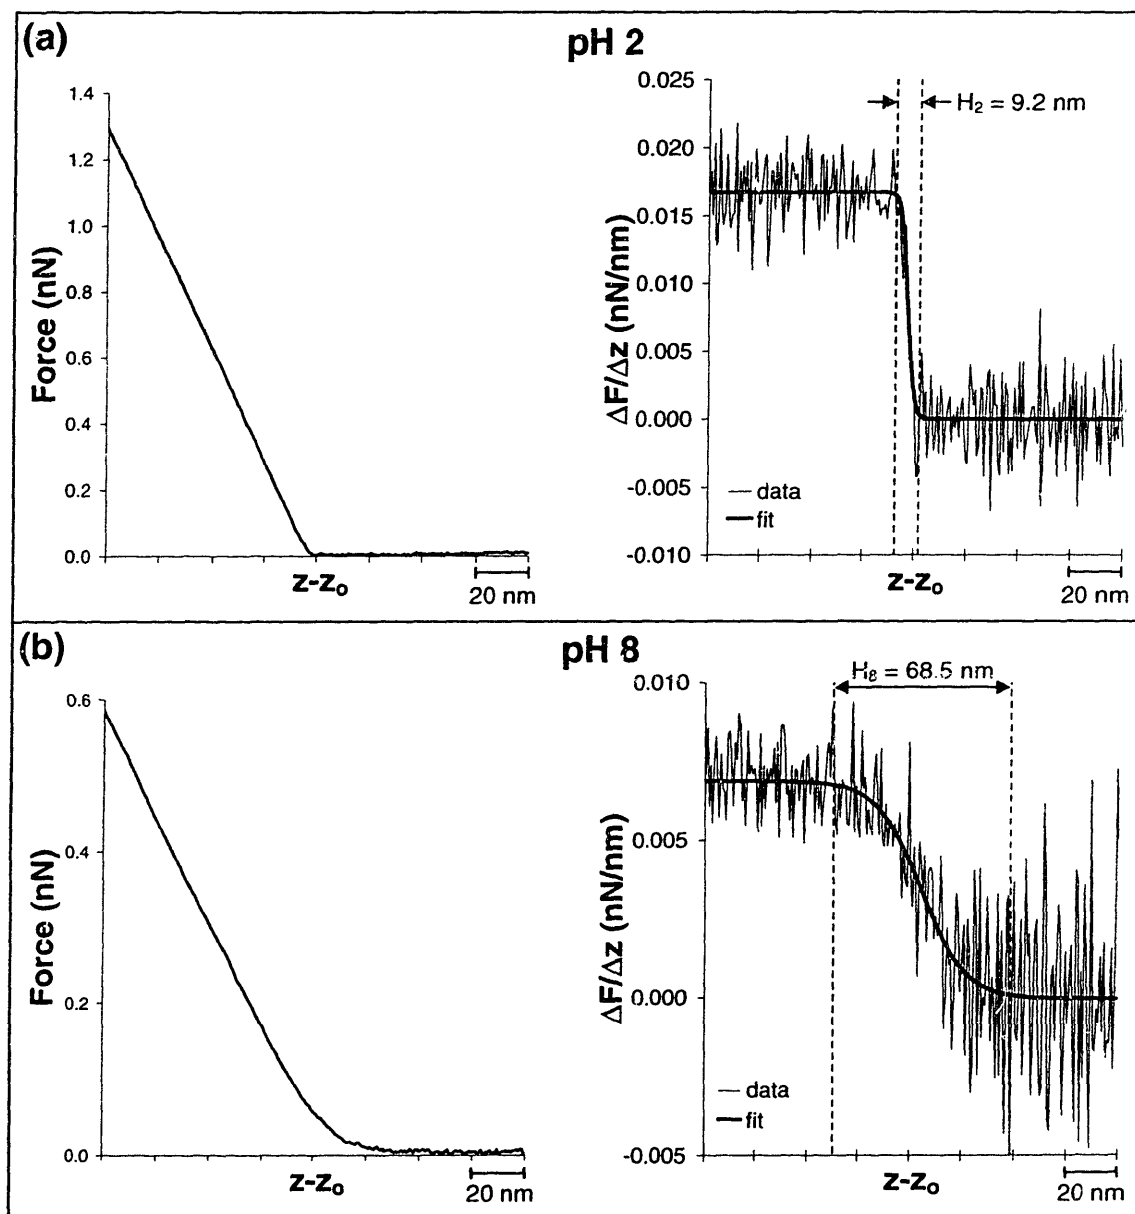 (a)
pH 2
Force (nN)
1.4
1.2
1.0
0.8
0.6
0.4
0.2
0.0
z-zₒ
20 nm
ΔF/Δz (nN/nm)
0.025
0.020
0.015
0.010
0.005
0.000
-0.005
-0.010
H₂ = 9.2 nm
data
fit
z-zₒ
20 nm
(b)
pH 8
Force (nN)
0.6
0.4
0.2
0.0
z-zₒ
20 nm
ΔF/Δz (nN/nm)
0.010
0.005
0.000
-0.005
H₈ = 68.5 nm
data
fit
z-zₒ
20 nm